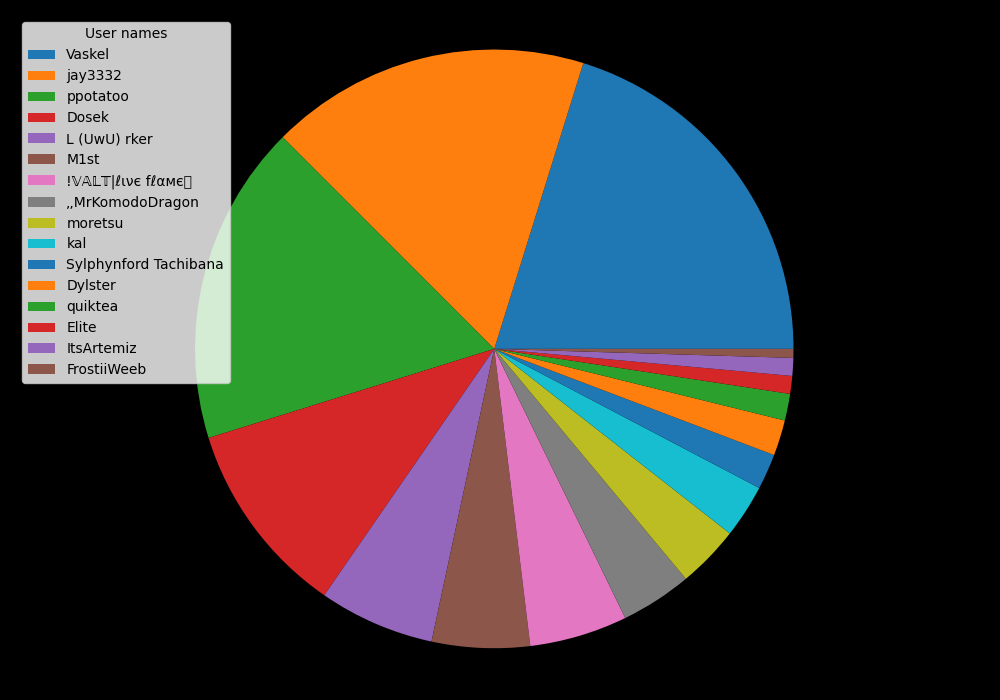 User names
Vaskel
jay3332
ppotatoo
Dosek
L (UwU) rker
M1st
!𝕍𝔸𝕃𝕋|ℓινє fℓαмє
,,MrKomodoDragon
moretsu
kal
Sylphynford Tachibana
Dylster
quiktea
Elite
ItsArtemiz
FrostiiWeeb